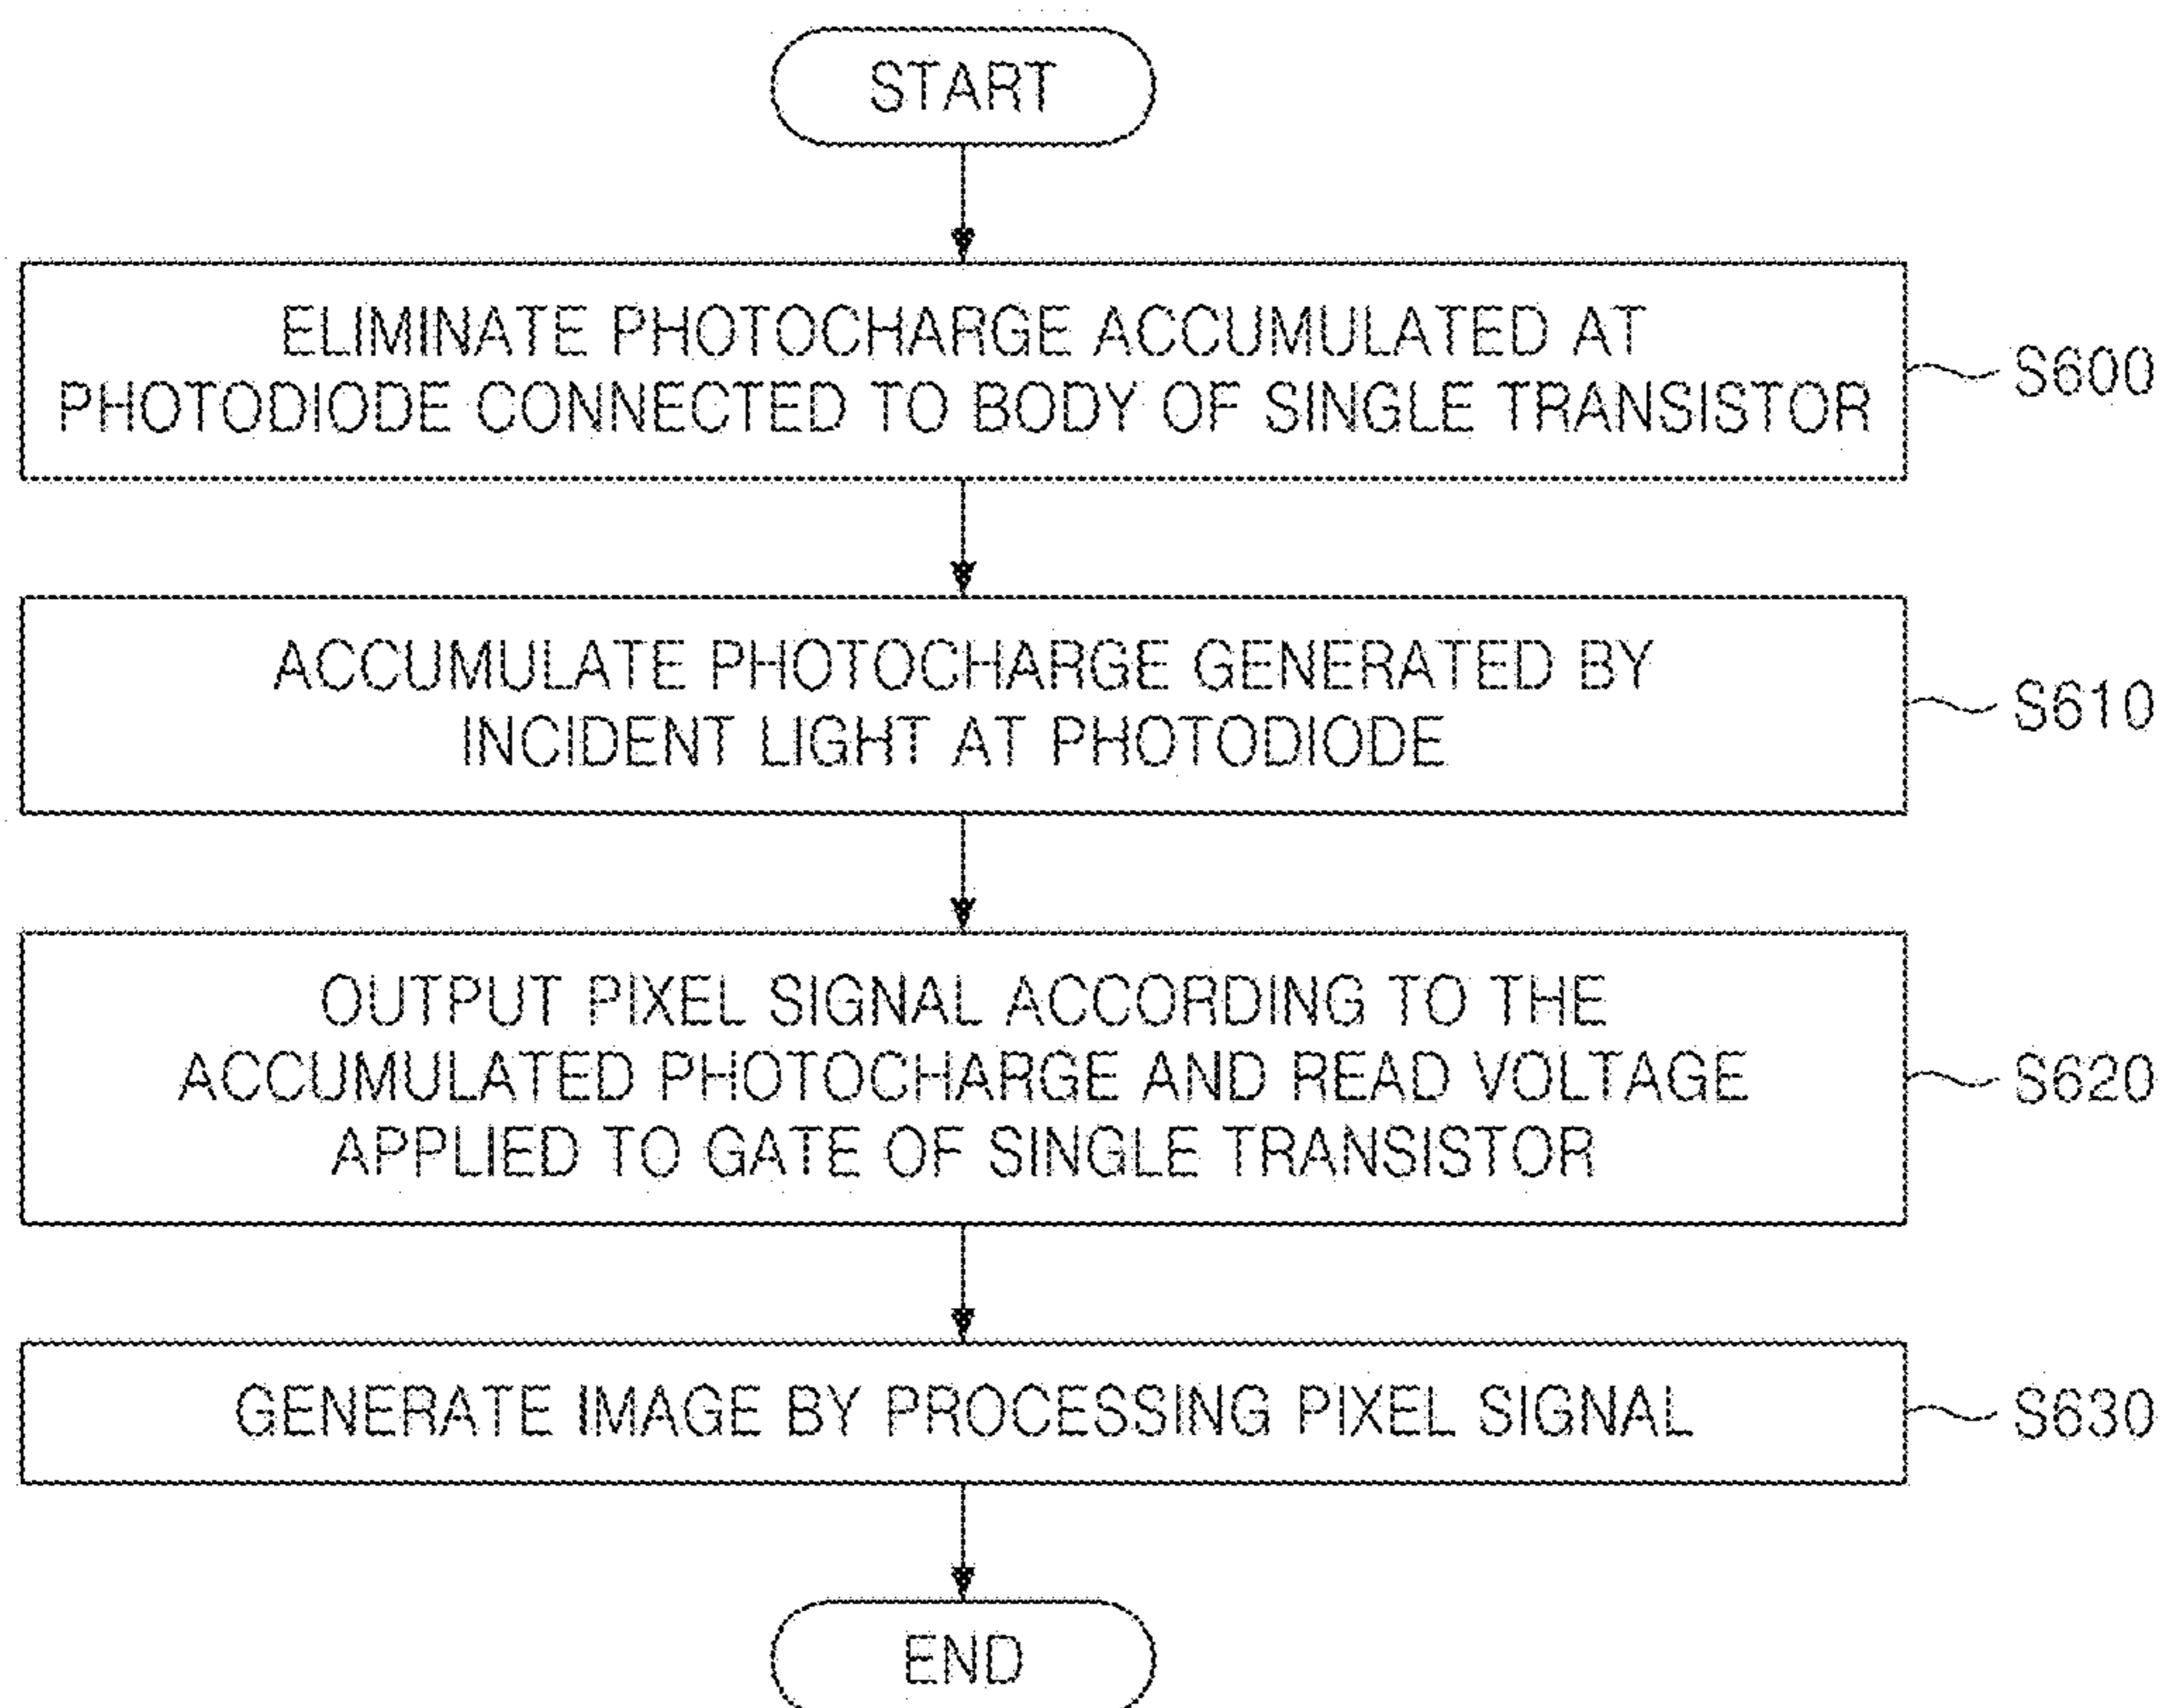 START
ELIMINATE PHOTOCHARGE ACCUMULATED AT
PHOTODIODE CONNECTED TO BODY OF SINGLE TRANSISTOR
S600
ACCUMULATE PHOTOCHARGE GENERATED BY
INCIDENT LIGHT AT PHOTODIODE
S610
OUTPUT PIXEL SIGNAL ACCORDING TO THE
ACCUMULATED PHOTOCHARGE AND READ VOLTAGE
APPLIED TO GATE OF SINGLE TRANSISTOR
S620
GENERATE IMAGE BY PROCESSING PIXEL SIGNAL
S630
END